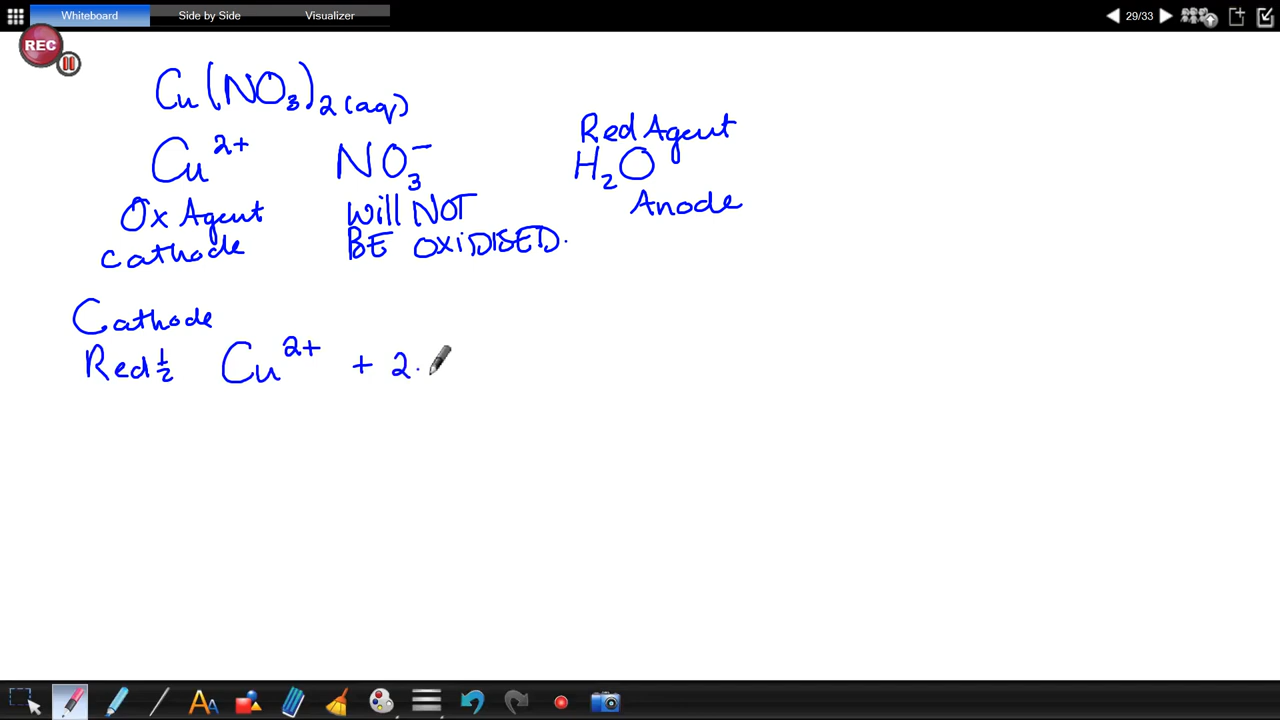 Whiteboard Side by Side Visualizer 29/33
REC
Cu(NO₃)₂(aq)
Cu²⁺ NO₃⁻ H₂O
Red Agent
Ox Agent Will NOT Anode
cathode BE OXIDISED.
Cathode
Red ½ Cu²⁺ + 2
A